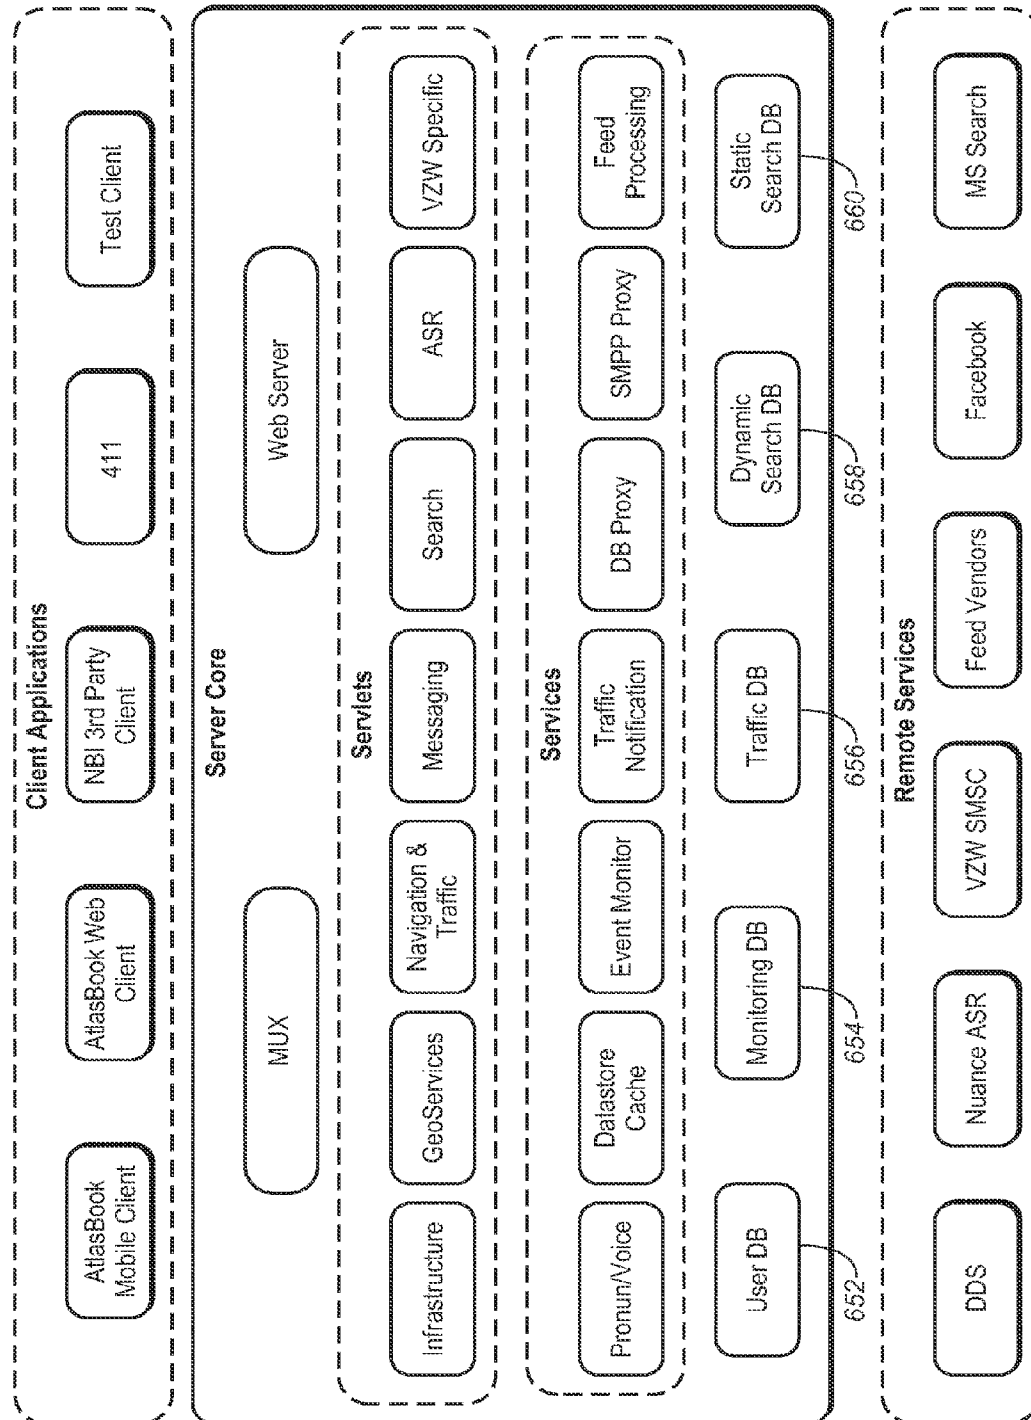 Client Applications
AtlasBook
Mobile Client
AtlasBook Web
Client
NBI 3rd Party
Client
411
Test Client
Server Core
MUX
Web Server
Servlets
Infrastructure
GeoServices
Navigation &
Traffic
Messaging
Search
ASR
VZW Specific
Services
Pronun/Voice
Datastore
Cache
Event Monitor
Traffic
Notification
DB Proxy
SMPP Proxy
Feed
Processing
User DB
Monitoring DB
Traffic DB
Dynamic
Search DB
Static
Search DB
652
654
656
658
660
Remote Services
DDS
Nuance ASR
VZW SMSC
Feed Vendors
Facebook
MS Search